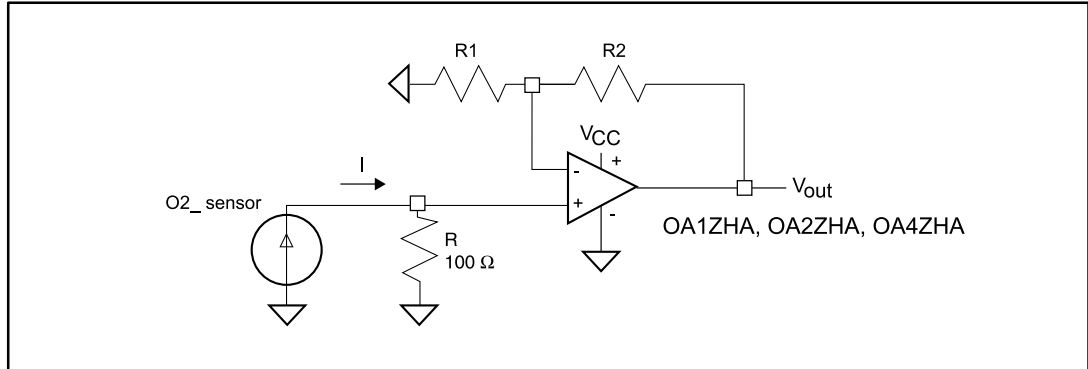 R1
R2
VCC
+
-
I
O2_ sensor
+
-
Vout
R
100 Ω
OA1ZHA, OA2ZHA, OA4ZHA